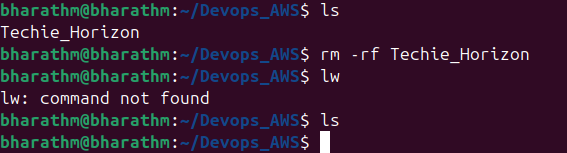 bharathm@bharathm:~/Devops_AWS$ ls
Techie_Horizon
bharathm@bharathm:~/Devops_AWS$ rm -rf Techie_Horizon
bharathm@bharathm:~/Devops_AWS$ lw
lw: command not found
bharathm@bharathm:~/Devops_AWS$ ls
bharathm@bharathm:~/Devops_AWS$